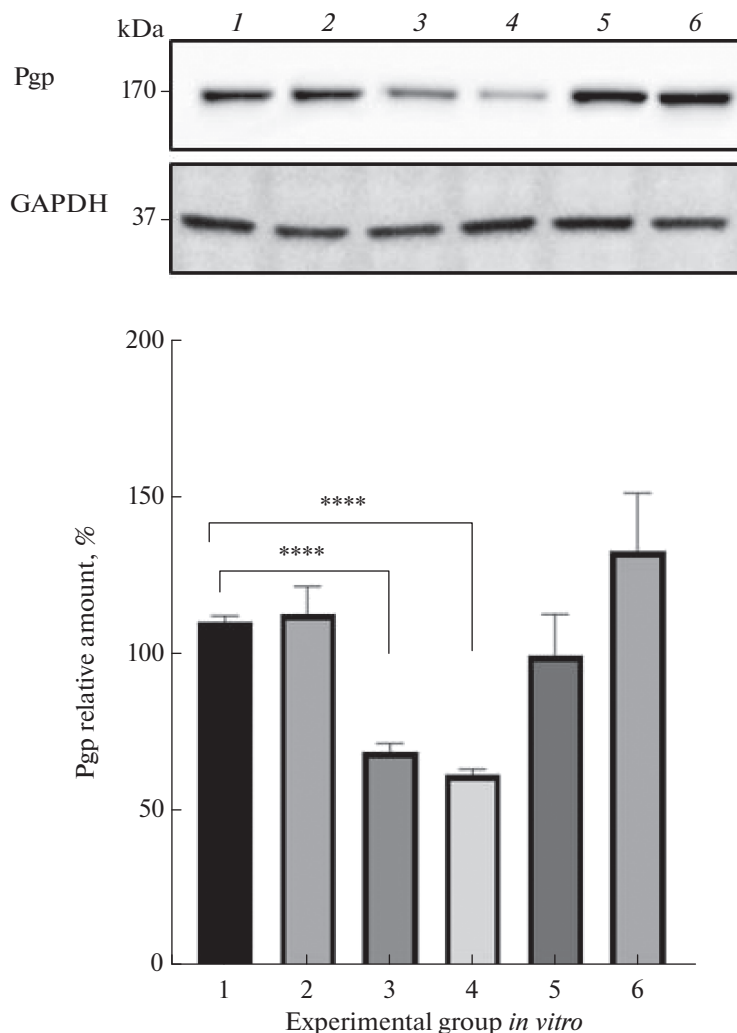 kDa 1 2 3 4 5 6
Pgp 170
GAPDH 37
200
150
100
50
0
Pgp relative amount, %
****
****
1 2 3 4 5 6
Experimental group in vitro